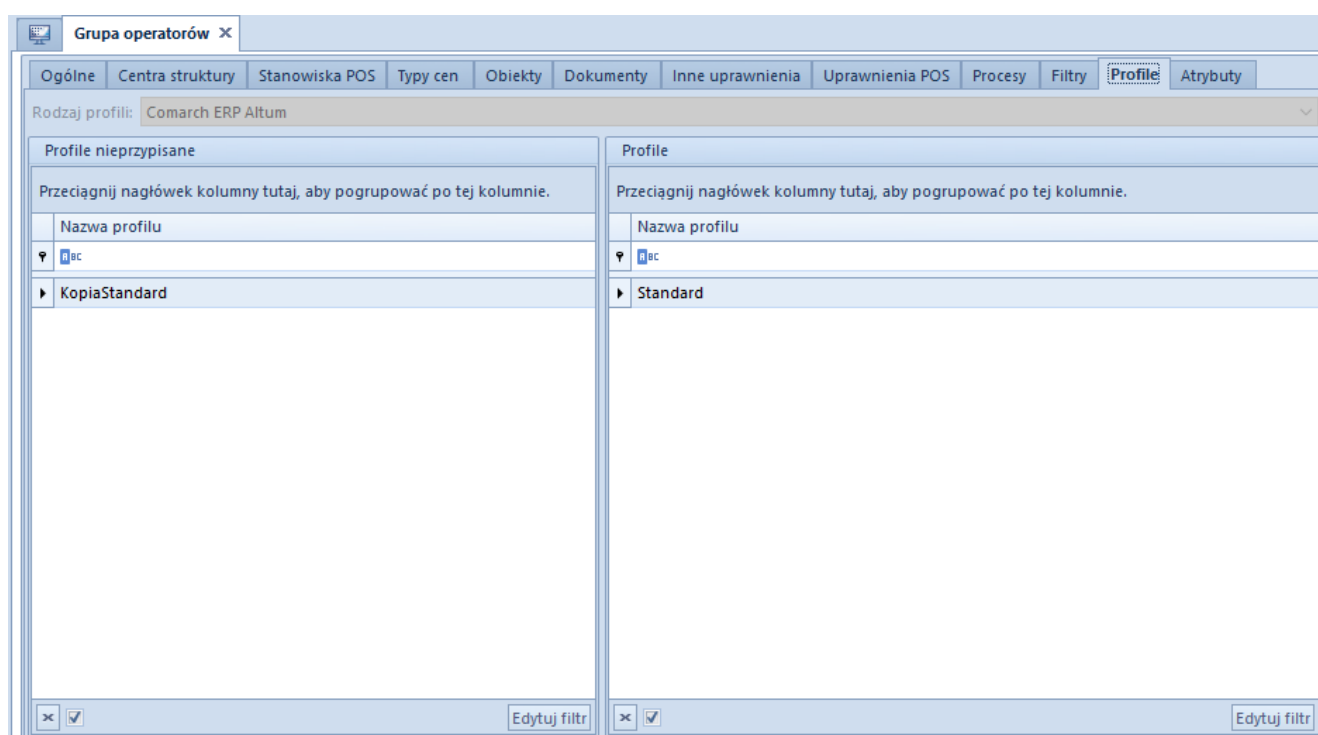 Grupa operatorów
Ogólne Centra struktury Stanowiska POS Typy cen Obiekty Dokumenty Inne uprawnienia Uprawnienia POS Procesy Filtry Profile Atrybuty
Rodzaj profili: Comarch ERP Altum
Profile nieprzypisane
Przeciągnij nagłówek kolumny tutaj, aby pogrupować po tej kolumnie.
Nazwa profilu
ABC
KopiaStandard
Edytuj filtr
Profile
Przeciągnij nagłówek kolumny tutaj, aby pogrupować po tej kolumnie.
Nazwa profilu
ABC
Standard
Edytuj filtr